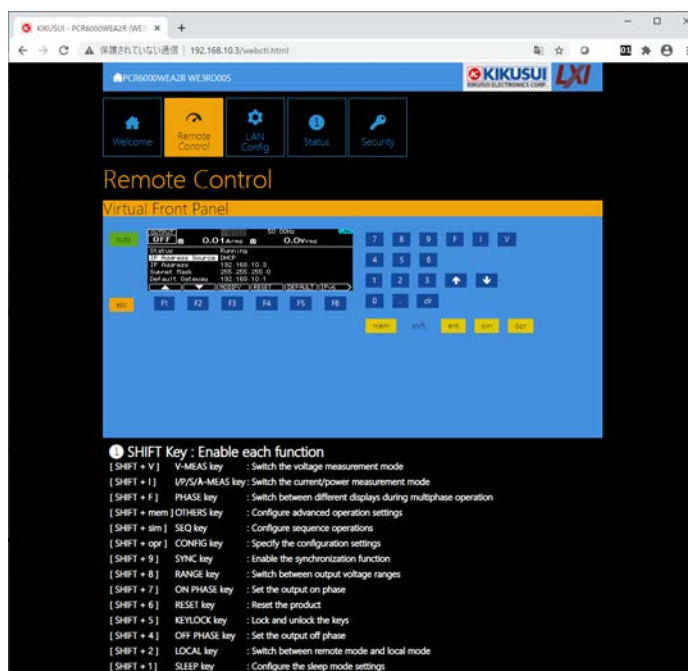 KIKUSUI - PCR6000WEA2R (WE3
保護されていない通信 | 192.168.10.3/webctl.html
PCR6000WEA2R WE3RD005
KIKUSUI
KIKUSUI ELECTRONICS CORP.
LXI
Welcome
Remote Control
LAN Config
Status
Security
Remote Control
Virtual Front Panel
OUTPUT
50.00Hz
OFF 0.01Arms 0.0Vrms
Status Running
IP Address Source DHCP
IP Address 192.168.10.3
Subnet Mask 255.255.255.0
Default Gateway 192.168.10.1
MODIFY RESET DEFAULT IPv6
7 8 9 F I V
4 5 6
1 2 3
0 . clr
esc F1 F2 F3 F4 F5 F6
mem shift ent sim opr
SHIFT Key : Enable each function
[ SHIFT + V ] V-MEAS key : Switch the voltage measurement mode
[ SHIFT + I ] I/P/S/λ-MEAS key : Switch the current/power measurement mode
[ SHIFT + F ] PHASE key : Switch between different displays during multiphase operation
[ SHIFT + mem ] OTHERS key : Configure advanced operation settings
[ SHIFT + sim ] SEQ key : Configure sequence operations
[ SHIFT + opr ] CONFIG key : Specify the configuration settings
[ SHIFT + 9 ] SYNC key : Enable the synchronization function
[ SHIFT + 8 ] RANGE key : Switch between output voltage ranges
[ SHIFT + 7 ] ON PHASE key : Set the output on phase
[ SHIFT + 6 ] RESET key : Reset the product
[ SHIFT + 5 ] KEYLOCK key : Lock and unlock the keys
[ SHIFT + 4 ] OFF PHASE key : Set the output off phase
[ SHIFT + 2 ] LOCAL key : Switch between remote mode and local mode
[ SHIFT + 1 ] SLEEP key : Configure the sleep mode settings